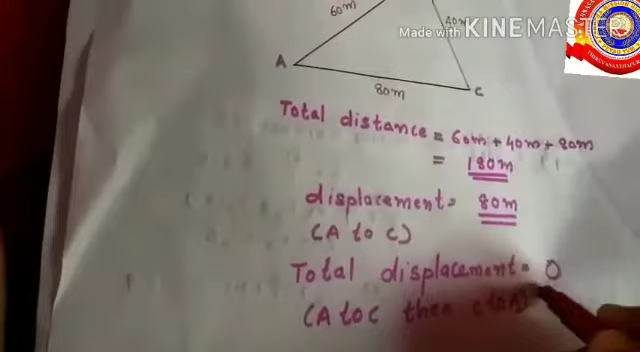 60m
40m
Made with KINEMASTER
A
80m
C
Total distance = 60m + 40m + 80m
= 180m
displacement = 80m
(A to C)
Total displacement = 0
(A to C then C to A)